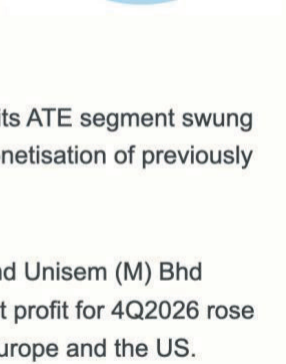 its ATE segment swung
netisation of previously
nd Unisem (M) Bhd
t profit for 4Q2026 rose
urope and the US.